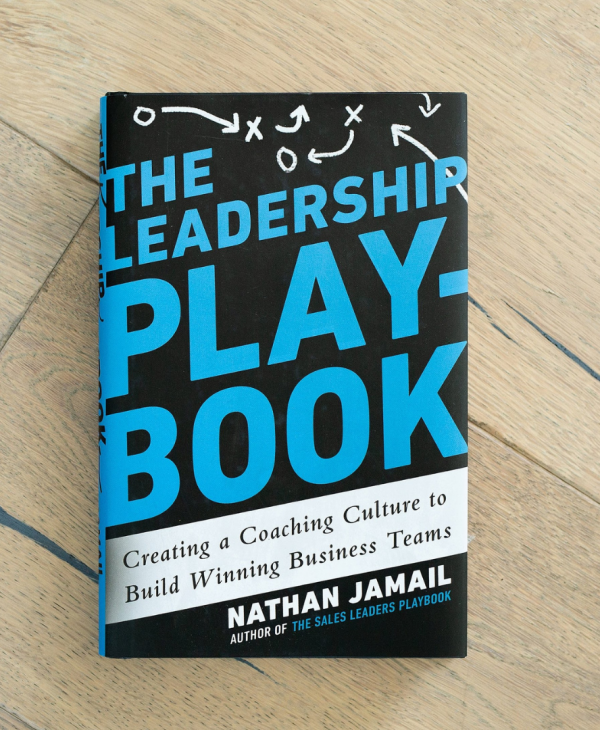 THE
LEADERSHIP
PLAY-
BOOK
Creating a Coaching Culture to
Build Winning Business Teams
NATHAN JAMAIL
AUTHOR OF THE SALES LEADERS PLAYBOOK